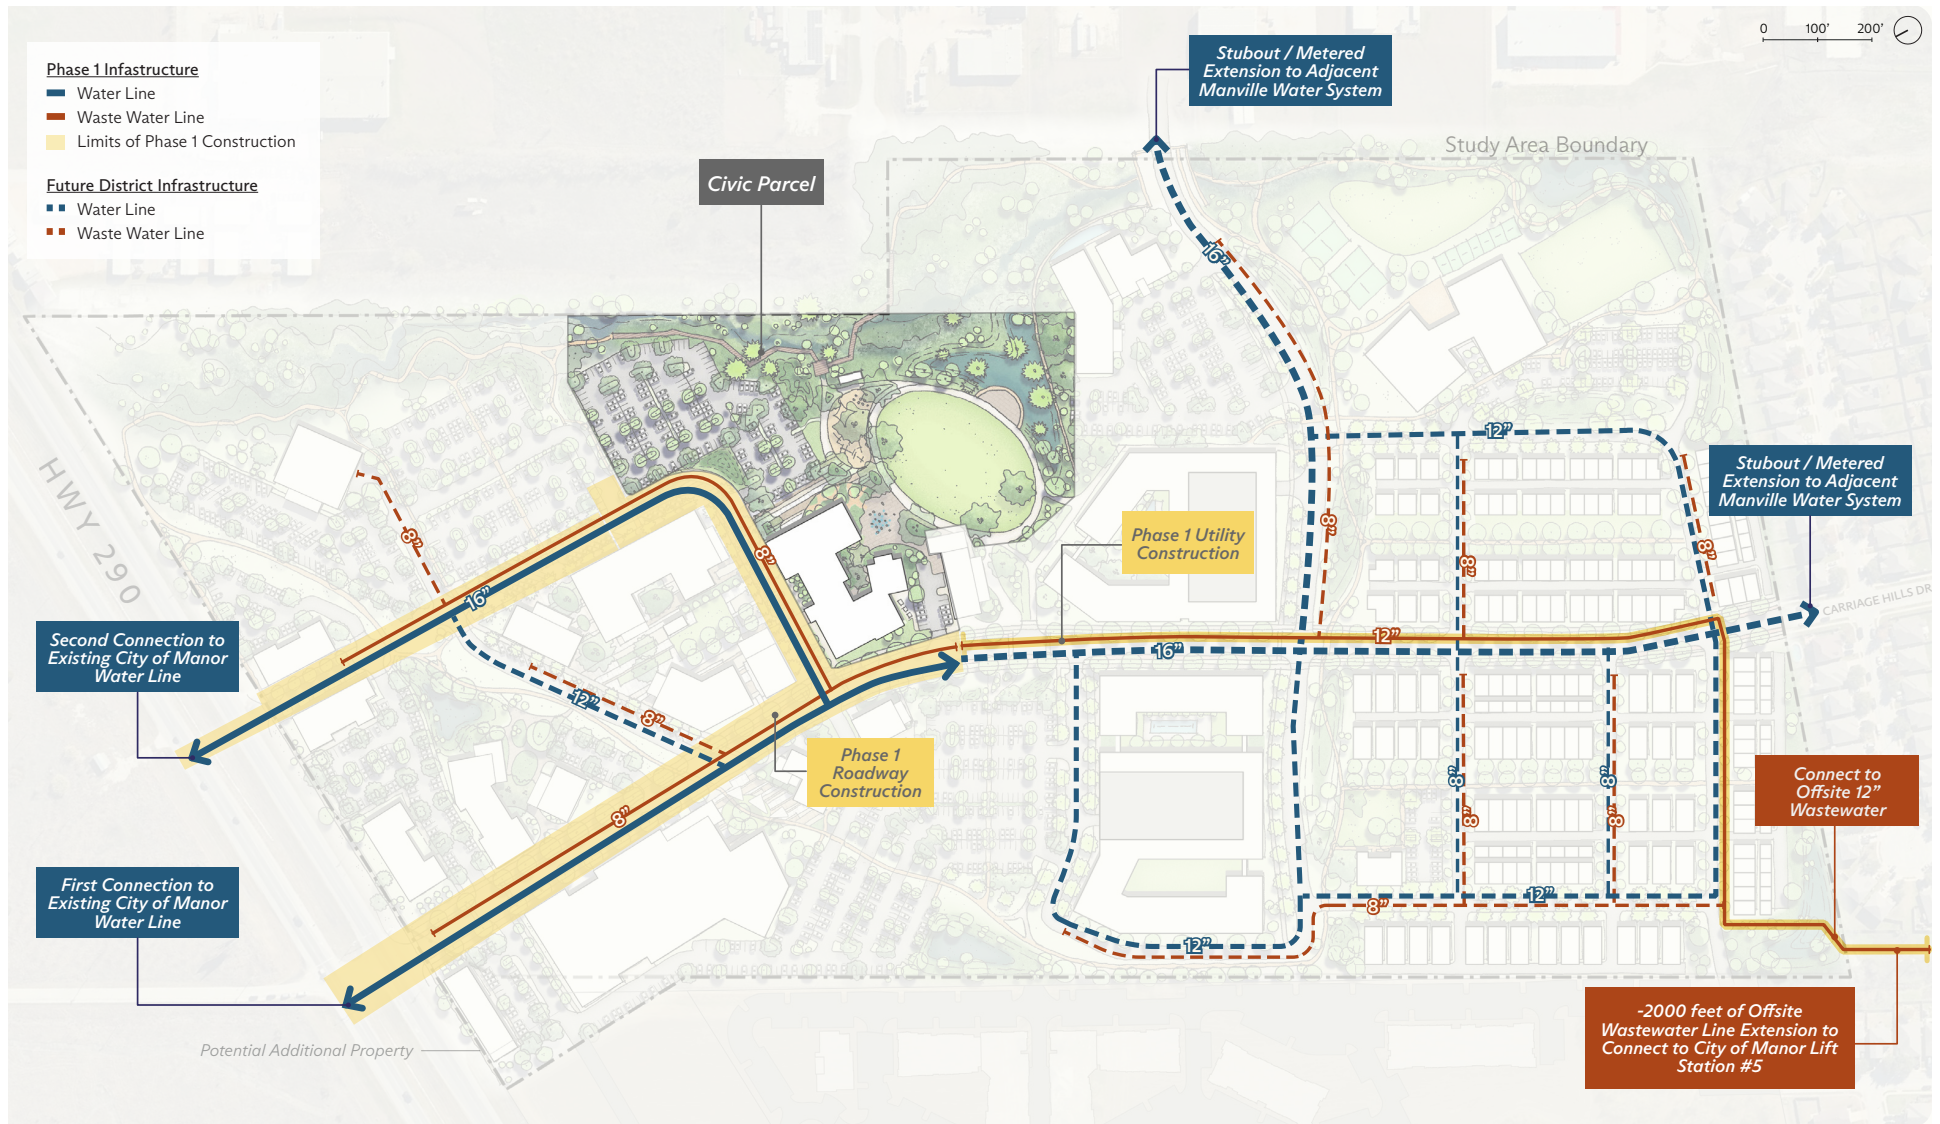 0 100' 200'
Phase 1 Infastructure
Water Line
Waste Water Line
Limits of Phase 1 Construction
Future District Infrastructure
Water Line
Waste Water Line
Stubout / Metered
Extension to Adjacent
Manville Water System
Study Area Boundary
Civic Parcel
16”
12”
Stubout / Metered
Extension to Adjacent
Manville Water System
HWY 290
8”
8”
8”
8”
8”
Phase 1 Utility
Construction
16”
CARRIAGE HILLS DR
Second Connection to
Existing City of Manor
Water Line
12”
16”
12”
8”
Phase 1
Roadway
Construction
8”
8”
8”
8”
8”
Connect to
Offsite 12”
Wastewater
First Connection to
Existing City of Manor
Water Line
12”
8”
12”
-2000 feet of Offsite
Wastewater Line Extension to
Connect to City of Manor Lift
Station #5
Potential Additional Property